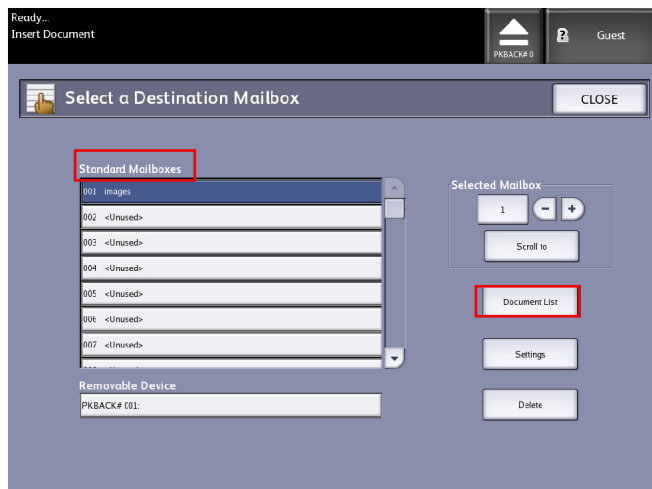 Ready...
Insert Document
PKBACK# 0
Guest
Select a Destination Mailbox
CLOSE
Standard Mailboxes
001 images
002 <Unused>
003 <Unused>
004 <Unused>
005 <Unused>
006 <Unused>
007 <Unused>
Removable Device
PKBACK# 001:
Selected Mailbox
1
- +
Scroll to
Document List
Settings
Delete